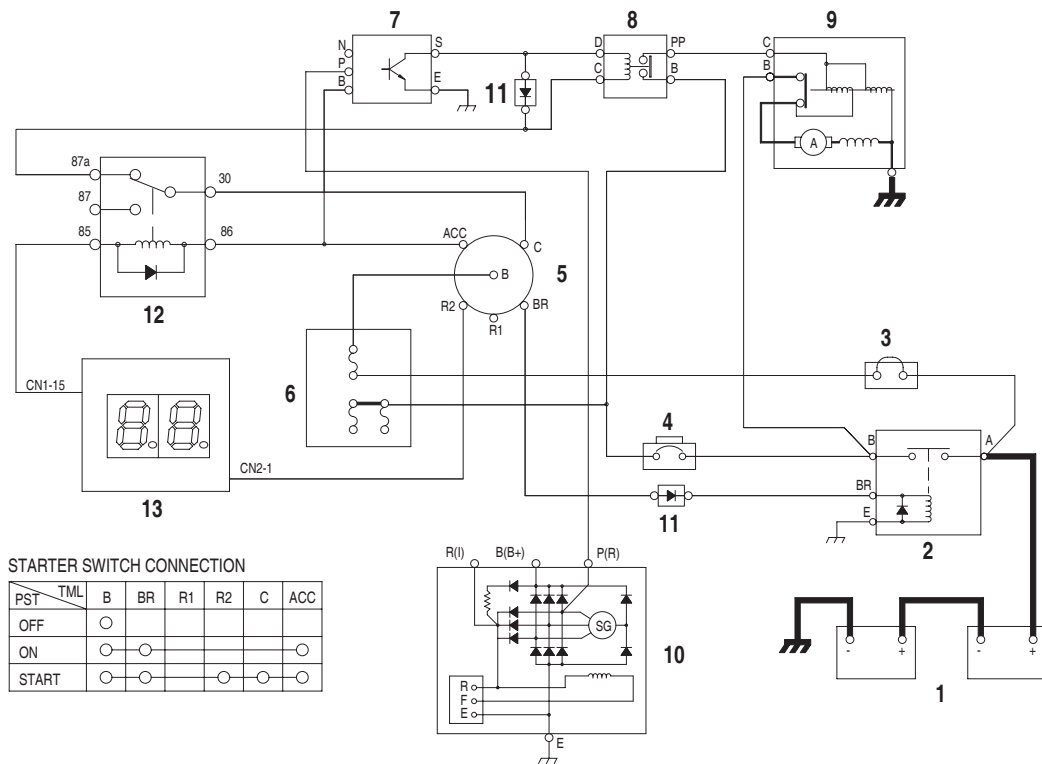 7
8
9
N
P
B
S
E
11
D
C
PP
B
C
B
A
87a
87
85
30
86
12
ACC
C
B
5
R2
R1
BR
6
3
4
B
A
BR
E
2
11
CN1-15
CN2-1
13
R(I)
B(B+)
P(R)
SG
R
F
E
E
10
- + - +
1
STARTER SWITCH CONNECTION
PST TML B BR R1 R2 C ACC
OFF
ON
START